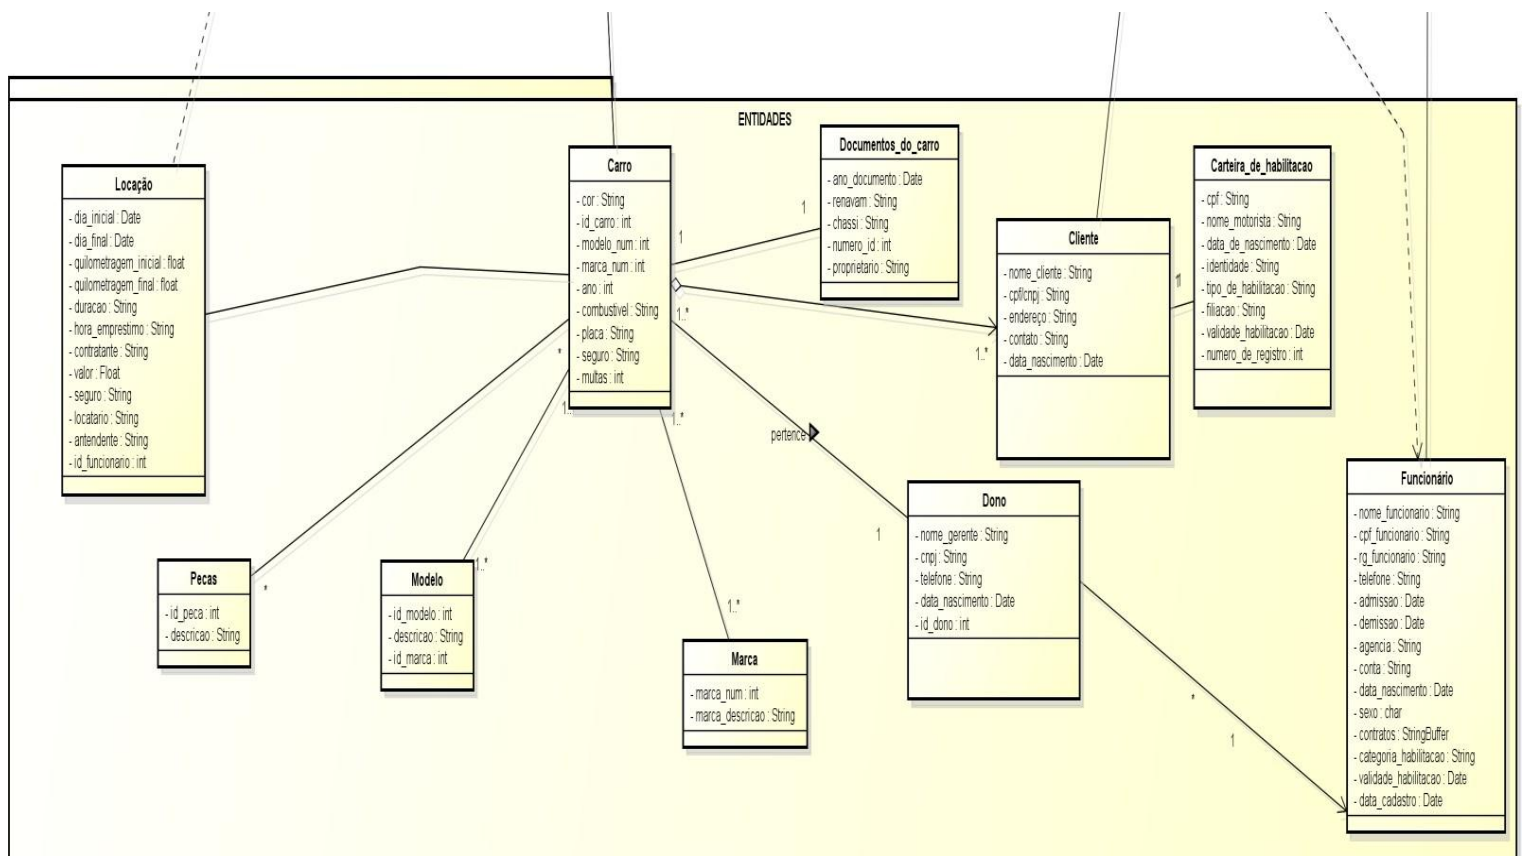 ENTIDADES
Locação
- dia_inicial : Date
- dia_final : Date
- quilometragem_inicial : float
- quilometragem_final : float
- duracao : String
- hora_emprestimo : String
- contratante : String
- valor : Float
- seguro : String
- locatario : String
- antendente : String
- id_funcionario : int
Carro
- cor : String
- id_carro : int
- modelo_num : int
- marca_num : int
- ano : int
- combustivel : String
- placa : String
- seguro : String
- multas : int
Documentos_do_carro
- ano_documento : Date
- renavam : String
- chassi : String
- numero_id : int
- proprietario : String
1
1
Cliente
- nome_cliente : String
- cpf/cnpj : String
- endereço : String
- contato : String
- data_nascimento : Date
1..*
1..*
Carteira_de_habilitacao
- cpf : String
- nome_motorista : String
- data_de_nascimento : Date
- identidade : String
- tipo_de_habilitacao : String
- filiacao : String
- validade_habilitacao : Date
- numero_de_registro : int
*
1..
1..*
pertence
Pecas
- id_peca : int
- descricao : String
*
Modelo
- id_modelo : int
- descricao : String
- id_marca : int
1..*
Marca
- marca_num : int
- marca_descricao : String
1..*
Dono
- nome_gerente : String
- cnpj : String
- telefone : String
- data_nascimento : Date
- id_dono : int
1
*
1
Funcionário
- nome_funcionario : String
- cpf_funcionario : String
- rg_funcionario : String
- telefone : String
- admissao : Date
- demissao : Date
- agencia : String
- conta : String
- data_nascimento : Date
- sexo : char
- contratos : StringBuffer
- categoria_habilitacao : String
- validade_habilitacao : Date
- data_cadastro : Date